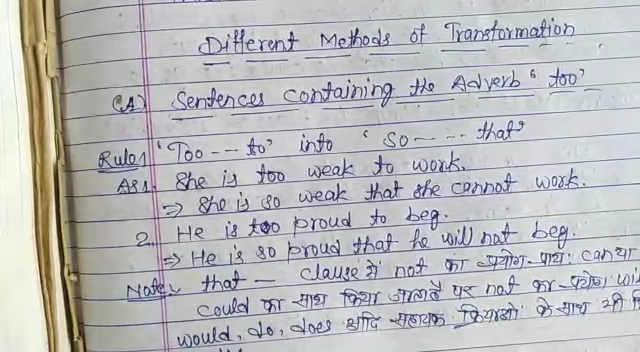 Different Methods of Transformation
(A) Sentences containing the Adverb 'too'
Rule 1 'Too --- to' into 'so ---- that'
As 1. She is too weak to work.
⇒ She is so weak that she cannot work.
2. He is too proud to beg.
⇒ He is so proud that he will not beg.
Note:- that - clause में not का प्रयोग प्राय: can या
could का साथ किया जाता है पर not का प्रयोग
would, do, does आदि सहायक क्रियाओं के साथ भी